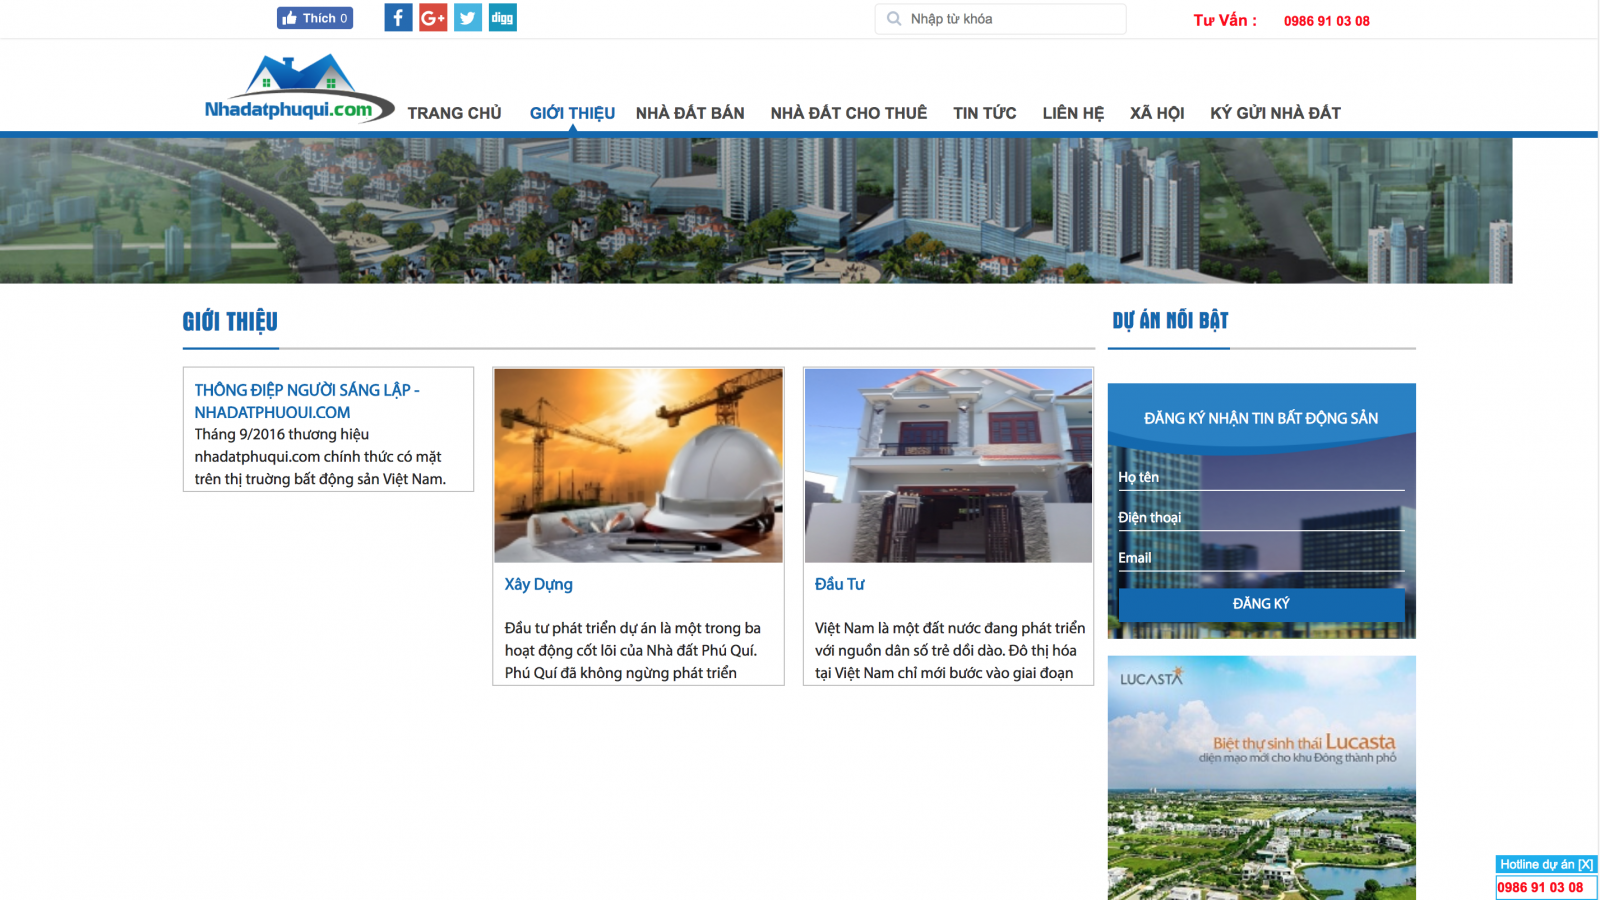 Thích 0
digg
Nhập từ khóa
Tư Vấn :
0986 91 03 08
Nhadatphuqui.com
TRANG CHỦ
GIỚI THIỆU
NHÀ ĐẤT BÁN
NHÀ ĐẤT CHO THUÊ
TIN TỨC
LIÊN HỆ
XÃ HỘI
KÝ GỬI NHÀ ĐẤT
GIỚI THIỆU
THÔNG ĐIỆP NGƯỜI SÁNG LẬP -
NHADATPHUQUI.COM
Tháng 9/2016 thương hiệu
nhadatphuqui.com chính thức có mặt
trên thị trường bất động sản Việt Nam.
Xây Dựng
Đầu tư phát triển dự án là một trong ba
hoạt động cốt lõi của Nhà đất Phú Quí.
Phú Quí đã không ngừng phát triển
Đầu Tư
Việt Nam là một đất nước đang phát triển
với nguồn dân số trẻ dồi dào. Đô thị hóa
tại Việt Nam chỉ mới bước vào giai đoạn
DỰ ÁN NỔI BẬT
ĐĂNG KÝ NHẬN TIN BẤT ĐỘNG SẢN
Họ tên
Điện thoại
Email
ĐĂNG KÝ
LUCASTA
Biệt thự sinh thái Lucasta
diện mạo mới cho khu Đông thành phố
Hotline dự án [X]
0986 91 03 08